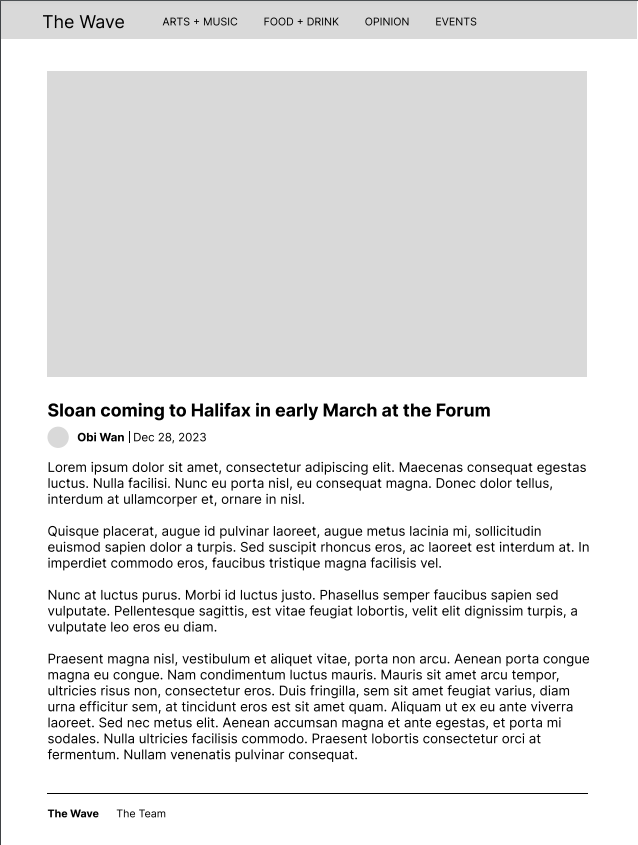 The Wave ARTS + MUSIC FOOD + DRINK OPINION EVENTS
Sloan coming to Halifax in early March at the Forum
Obi Wan | Dec 28, 2023
Lorem ipsum dolor sit amet, consectetur adipiscing elit. Maecenas consequat egestas
luctus. Nulla facilisi. Nunc eu porta nisl, eu consequat magna. Donec dolor tellus,
interdum at ullamcorper et, ornare in nisl.
Quisque placerat, augue id pulvinar laoreet, augue metus lacinia mi, sollicitudin
euismod sapien dolor a turpis. Sed suscipit rhoncus eros, ac laoreet est interdum at. In
imperdiet commodo eros, faucibus tristique magna facilisis vel.
Nunc at luctus purus. Morbi id luctus justo. Phasellus semper faucibus sapien sed
vulputate. Pellentesque sagittis, est vitae feugiat lobortis, velit elit dignissim turpis, a
vulputate leo eros eu diam.
Praesent magna nisl, vestibulum et aliquet vitae, porta non arcu. Aenean porta congue
magna eu congue. Nam condimentum luctus mauris. Mauris sit amet arcu tempor,
ultricies risus non, consectetur eros. Duis fringilla, sem sit amet feugiat varius, diam
urna efficitur sem, at tincidunt eros est sit amet quam. Aliquam ut ex eu ante viverra
laoreet. Sed nec metus elit. Aenean accumsan magna et ante egestas, et porta mi
sodales. Nulla ultricies facilisis commodo. Praesent lobortis consectetur orci at
fermentum. Nullam venenatis pulvinar consequat.
The Wave The Team